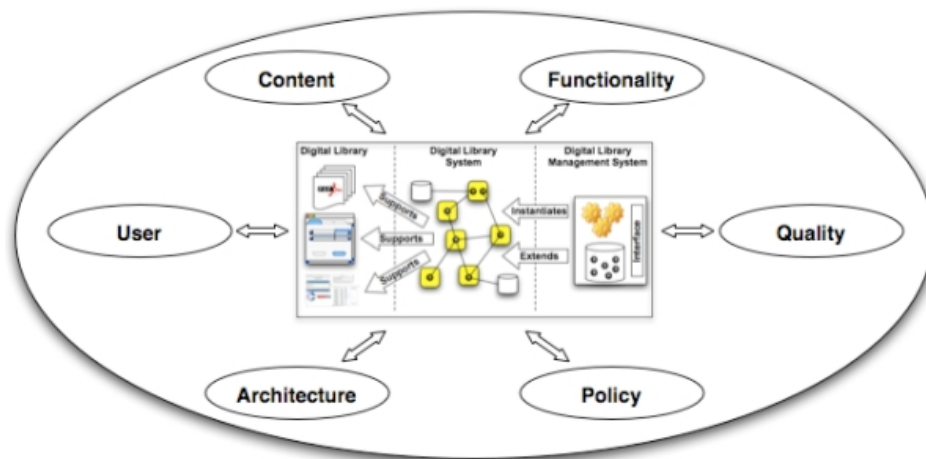 Content
Functionality
Digital Library
Digital Library
System
Digital Library
Management System
Supports
Instantiates
User
Supports
Interface
Quality
Extends
Supports
Architecture
Policy